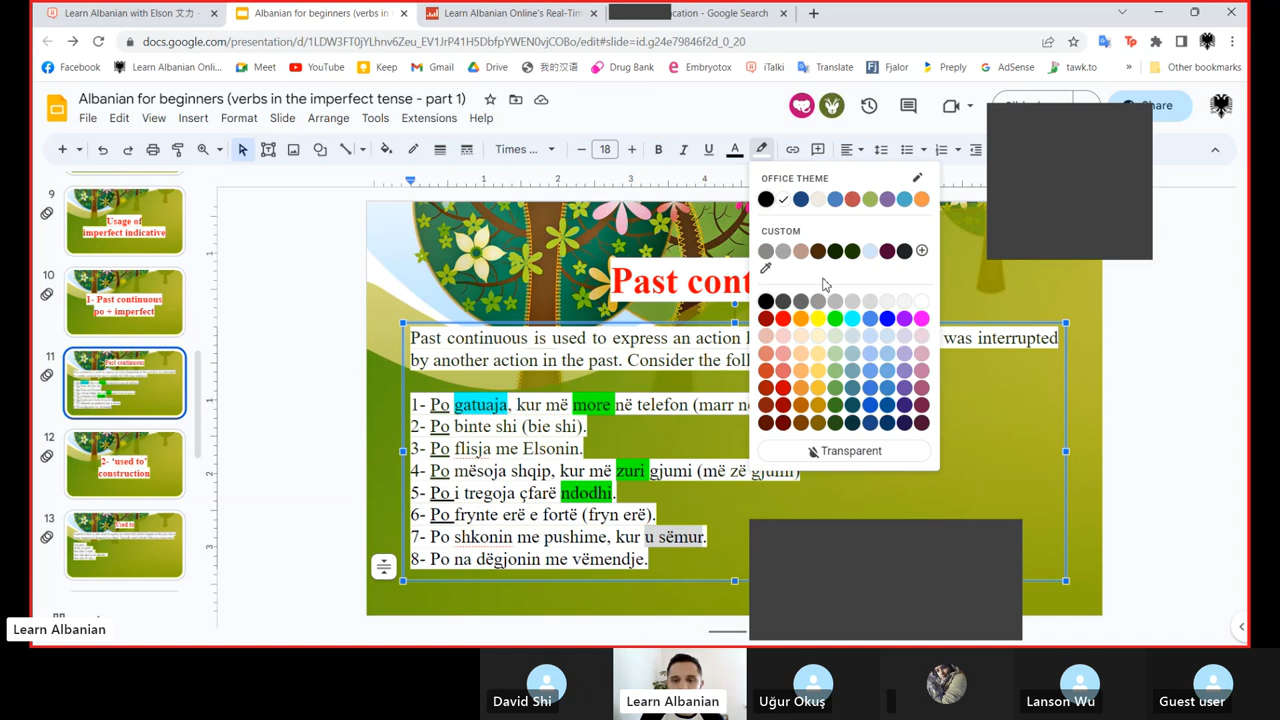 Learn Albanian with Elson 艾力
Albanian for beginners (verbs in
Learn Albanian Online's Real-Tim
ication - Google Search
docs.google.com/presentation/d/1LDW3FT0jYLhnv6Zeu_EV1JrP41H5DbfpYWEN0vjCOBo/edit#slide=id.g24e79846f2d_0_20
Facebook
Learn Albanian Onli...
Meet
YouTube
Keep
Gmail
Drive
我的汉语
Drug Bank
Embryotox
iTalki
Translate
Fjalor
Preply
AdSense
tawk.to
»
Other bookmarks
Albanian for beginners (verbs in the imperfect tense - part 1)
Share
File Edit View Insert Format Slide Arrange Tools Extensions Help
Times ...
18
B I U A
OFFICE THEME
CUSTOM
Transparent
9
Usage of
imperfect indicative
10
1- Past continuous
po + imperfect
11
Past continuous
12
2- ‘used to’
construction
13
Used to
Past cont
Past continuous is used to express an action
was interrupted
by another action in the past. Consider the foll
1- Po gatuaja, kur më more në telefon (marr n
2- Po binte shi (bie shi).
3- Po flisja me Elsonin.
4- Po mësoja shqip, kur më zuri gjumi (më zë gjumi)
5- Po i tregoja çfarë ndodhi.
6- Po frynte erë e fortë (fryn erë).
7- Po shkonin me pushime, kur u sëmur.
8- Po na dëgjonin me vëmendje.
Learn Albanian
David Shi
Learn Albanian
Uğur Okuş
Lanson Wu
Guest user